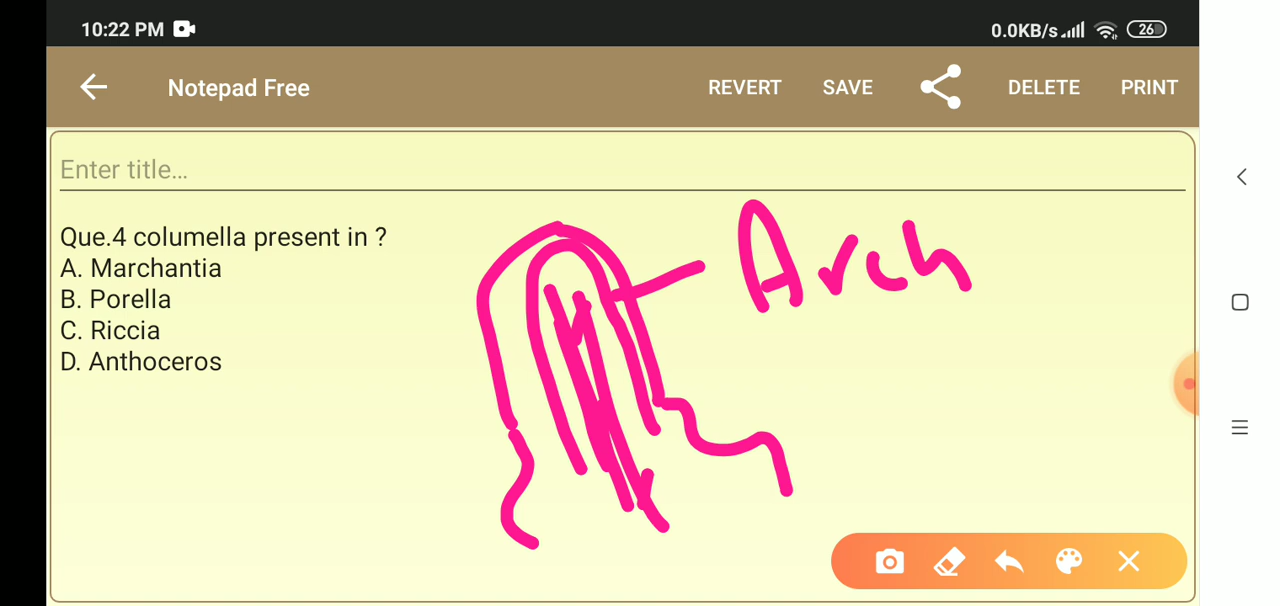 10:22 PM 0.0KB/s 26
Notepad Free REVERT SAVE DELETE PRINT
Enter title...
Que.4 columella present in ?
A. Marchantia
B. Porella
C. Riccia
D. Anthoceros
Arch